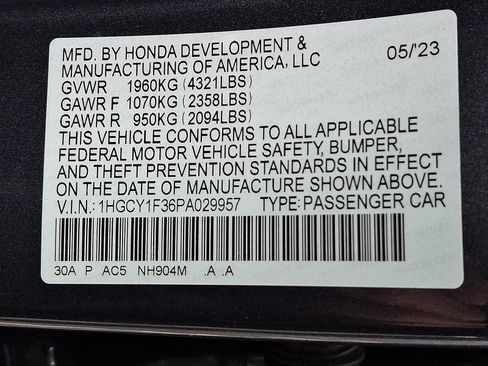 MFD. BY HONDA DEVELOPMENT &
MANUFACTURING OF AMERICA, LLC 05/'23
GVWR 1960KG (4321LBS)
GAWR F 1070KG (2358LBS)
GAWR R 950KG (2094LBS)
THIS VEHICLE CONFORMS TO ALL APPLICABLE
FEDERAL MOTOR VEHICLE SAFETY, BUMPER,
AND THEFT PREVENTION STANDARDS IN EFFECT
ON THE DATE OF MANUFACTURE SHOWN ABOVE.
V.I.N.: 1HGCY1F36PA029957 TYPE: PASSENGER CAR
30A P AC5 NH904M .A .A